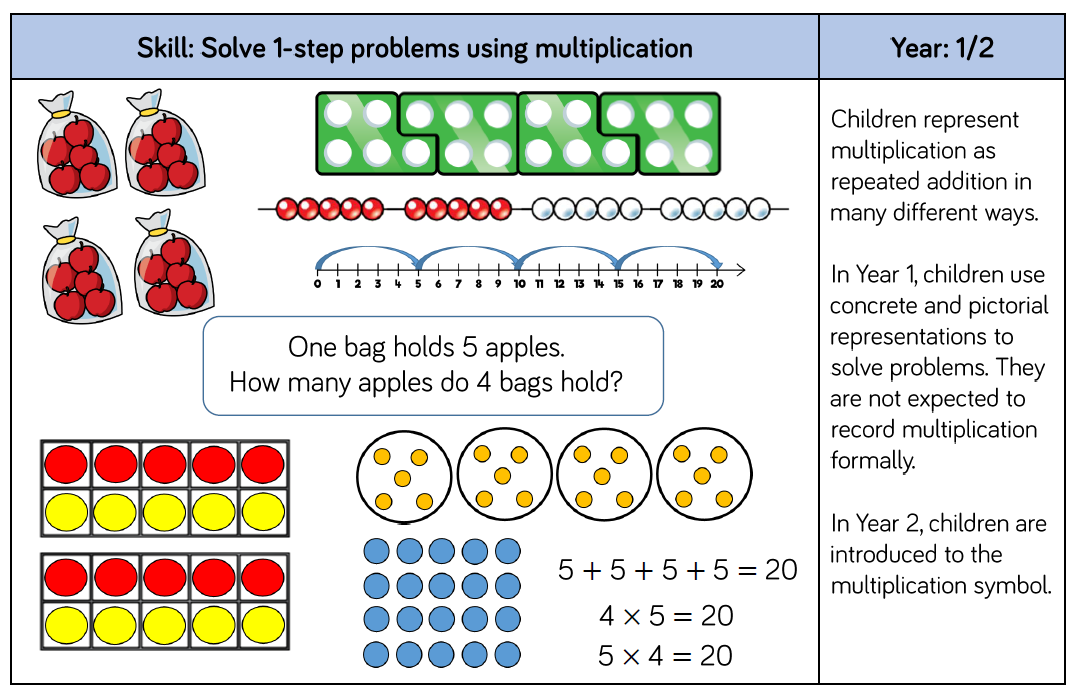 Skill: Solve 1-step problems using multiplication
Year: 1/2
0 1 2 3 4 5 6 7 8 9 10 11 12 13 14 15 16 17 18 19 20
One bag holds 5 apples.
How many apples do 4 bags hold?
5 + 5 + 5 + 5 = 20
4 × 5 = 20
5 × 4 = 20
Children represent
multiplication as
repeated addition in
many different ways.
In Year 1, children use
concrete and pictorial
representations to
solve problems. They
are not expected to
record multiplication
formally.
In Year 2, children are
introduced to the
multiplication symbol.